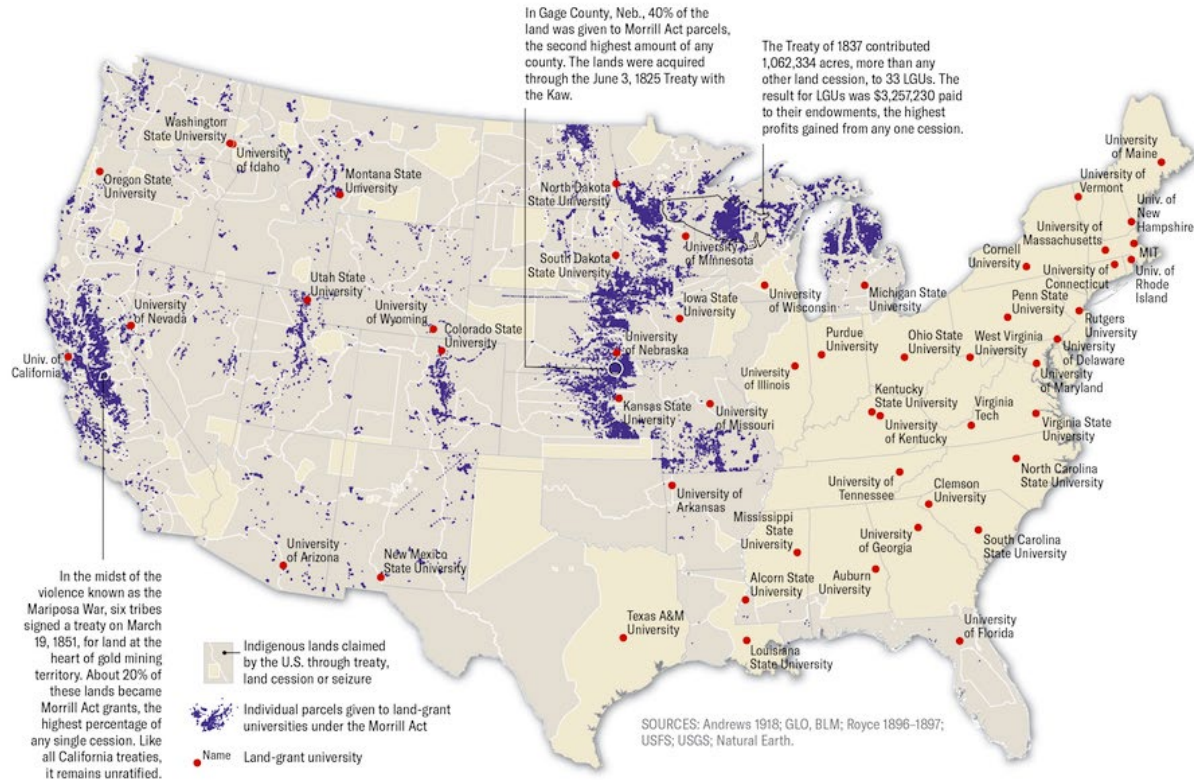 In Gage County, Neb., 40% of the
land was given to Morrill Act parcels,
the second highest amount of any
county. The lands were acquired
through the June 3, 1825 Treaty with
the Kaw.
The Treaty of 1837 contributed
1,062,334 acres, more than any
other land cession, to 33 LGUs. The
result for LGUs was $3,257,230 paid
to their endowments, the highest
profits gained from any one cession.
Washington
State University
University
of Idaho
Oregon State
University
Montana State
University
North Dakota
State University
University
of Minnesota
South Dakota
State University
University of
Maine
University of
Vermont
Univ. of
New
Hampshire
University of
Massachusetts
MIT
Cornell
University
University of
Connecticut
Univ. of
Rhode
Island
Utah State
University
University
of Nevada
University
of Wyoming
Colorado State
University
Iowa State
University
University of
Wisconsin
Michigan State
University
Penn State
University
Rutgers
University
Univ. of
California
University
of Nebraska
Purdue
University
Ohio State
University
West Virginia
University
University
of Delaware
University
of Maryland
University
of Illinois
Kansas State
University
University
of Missouri
Kentucky
State University
University
of Kentucky
Virginia
Tech
Virginia State
University
University of
Arkansas
University of
Tennessee
Clemson
University
North Carolina
State University
University
of Arizona
New Mexico
State University
Mississippi
State
University
University
of Georgia
South Carolina
State University
Alcorn State
University
Auburn
University
Texas A&M
University
Louisiana
State University
University
of Florida
In the midst of the
violence known as the
Mariposa War, six tribes
signed a treaty on March
19, 1851, for land at the
heart of gold mining
territory. About 20% of
these lands became
Morrill Act grants, the
highest percentage of
any single cession. Like
all California treaties,
it remains unratified.
Indigenous lands claimed
by the U.S. through treaty,
land cession or seizure
Individual parcels given to land-grant
universities under the Morrill Act
Name Land-grant university
SOURCES: Andrews 1918; GLO, BLM; Royce 1896–1897;
USFS; USGS; Natural Earth.